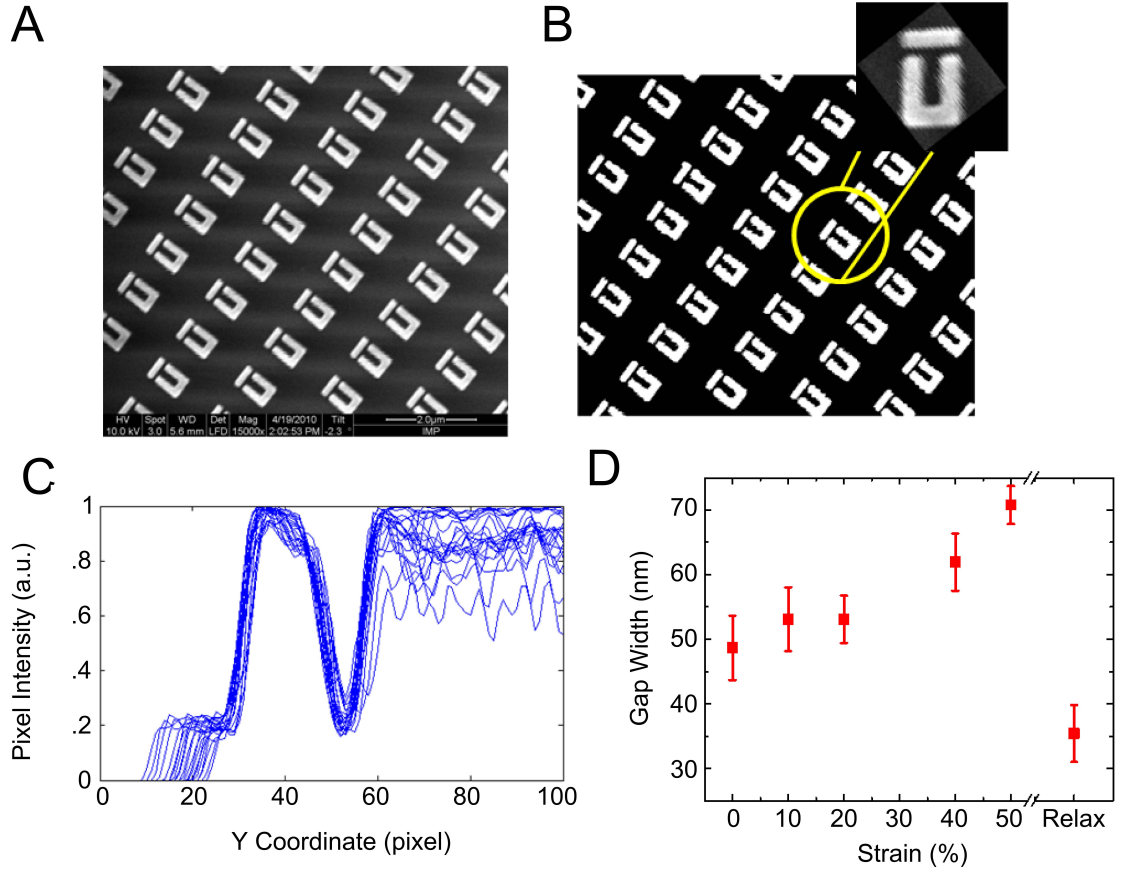 A
B
HV Spot WD Det Mag 4/19/2010 Tilt 2.0µm
10.0 kV 3.0 5.6 mm LFD 15000x 2:02:53 PM -2.3 ° IMP
C
1
.8
.6
.4
.2
0
0 20 40 60 80 100
Pixel Intensity (a.u.)
Y Coordinate (pixel)
D
70
60
50
40
30
0 10 20 30 40 50 Relax
Gap Width (nm)
Strain (%)